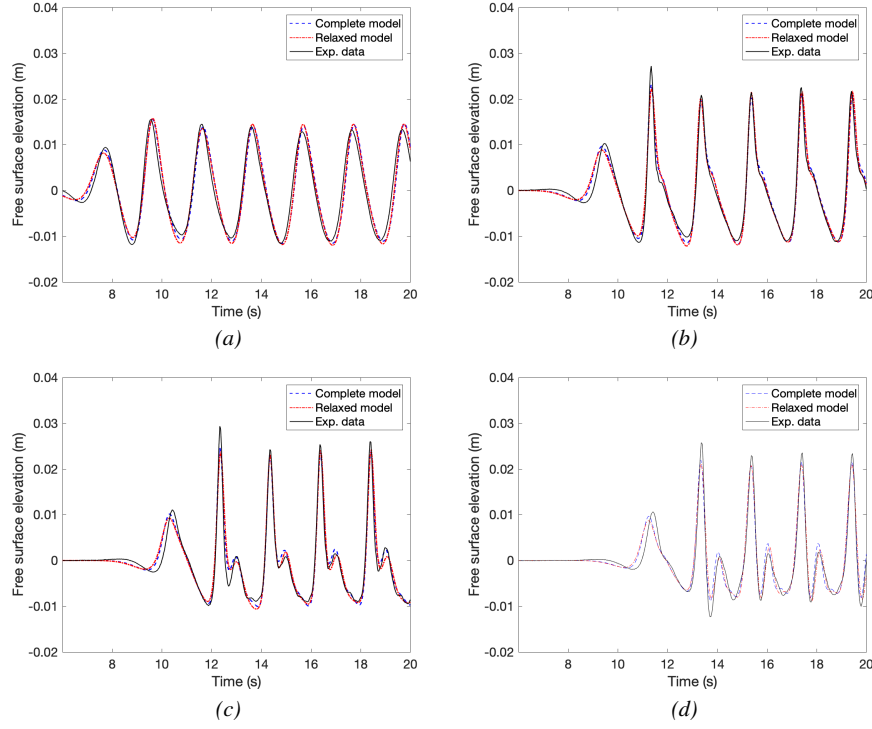 0.04
0.03
0.02
0.01
0
-0.01
-0.02
Free surface elevation (m)
Complete model
Relaxed model
Exp. data
8 10 12 14 16 18 20
Time (s)
(a)
0.04
0.03
0.02
0.01
0
-0.01
-0.02
Free surface elevation (m)
Complete model
Relaxed model
Exp. data
8 10 12 14 16 18 20
Time (s)
(b)
0.04
0.03
0.02
0.01
0
-0.01
-0.02
Free surface elevation (m)
Complete model
Relaxed model
Exp. data
8 10 12 14 16 18 20
Time (s)
(c)
0.04
0.03
0.02
0.01
0
-0.01
-0.02
Free surface elevation (m)
Complete model
Relaxed model
Exp. data
8 10 12 14 16 18 20
Time (s)
(d)